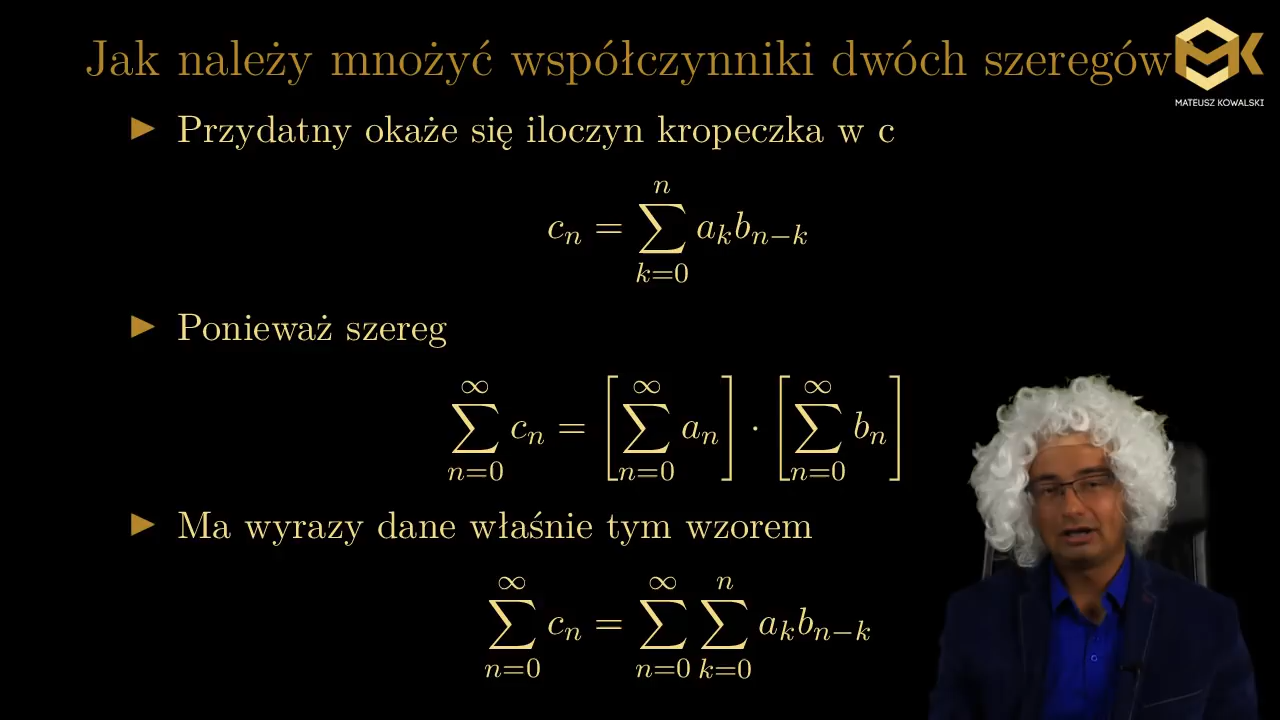 Jak należy mnożyć współczynniki dwóch szeregów
MATEUSZ KOWALSKI
▶ Przydatny okaże się iloczyn kropeczka w c
c_n = \sum_{k=0}^{n} a_k b_{n-k}
▶ Ponieważ szereg
\sum_{n=0}^{\infty} c_n = \left[ \sum_{n=0}^{\infty} a_n \right] \cdot \left[ \sum_{n=0}^{\infty} b_n \right]
▶ Ma wyrazy dane właśnie tym wzorem
\sum_{n=0}^{\infty} c_n = \sum_{n=0}^{\infty} \sum_{k=0}^{n} a_k b_{n-k}